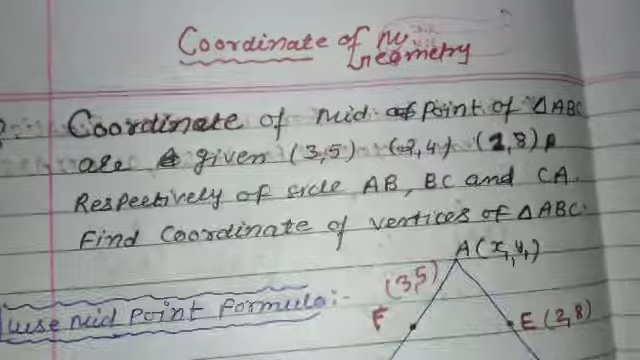 Coordinate of Geometry
Coordinate of Mid. Point of ΔABC
are given (3,5) (-2,4) (2,8)
Respectively of side AB, BC and CA.
Find Coordinate of vertices of ΔABC.
A(x, y,)
(3,5)
use Mid Point Formula:-
F
E(2,8)